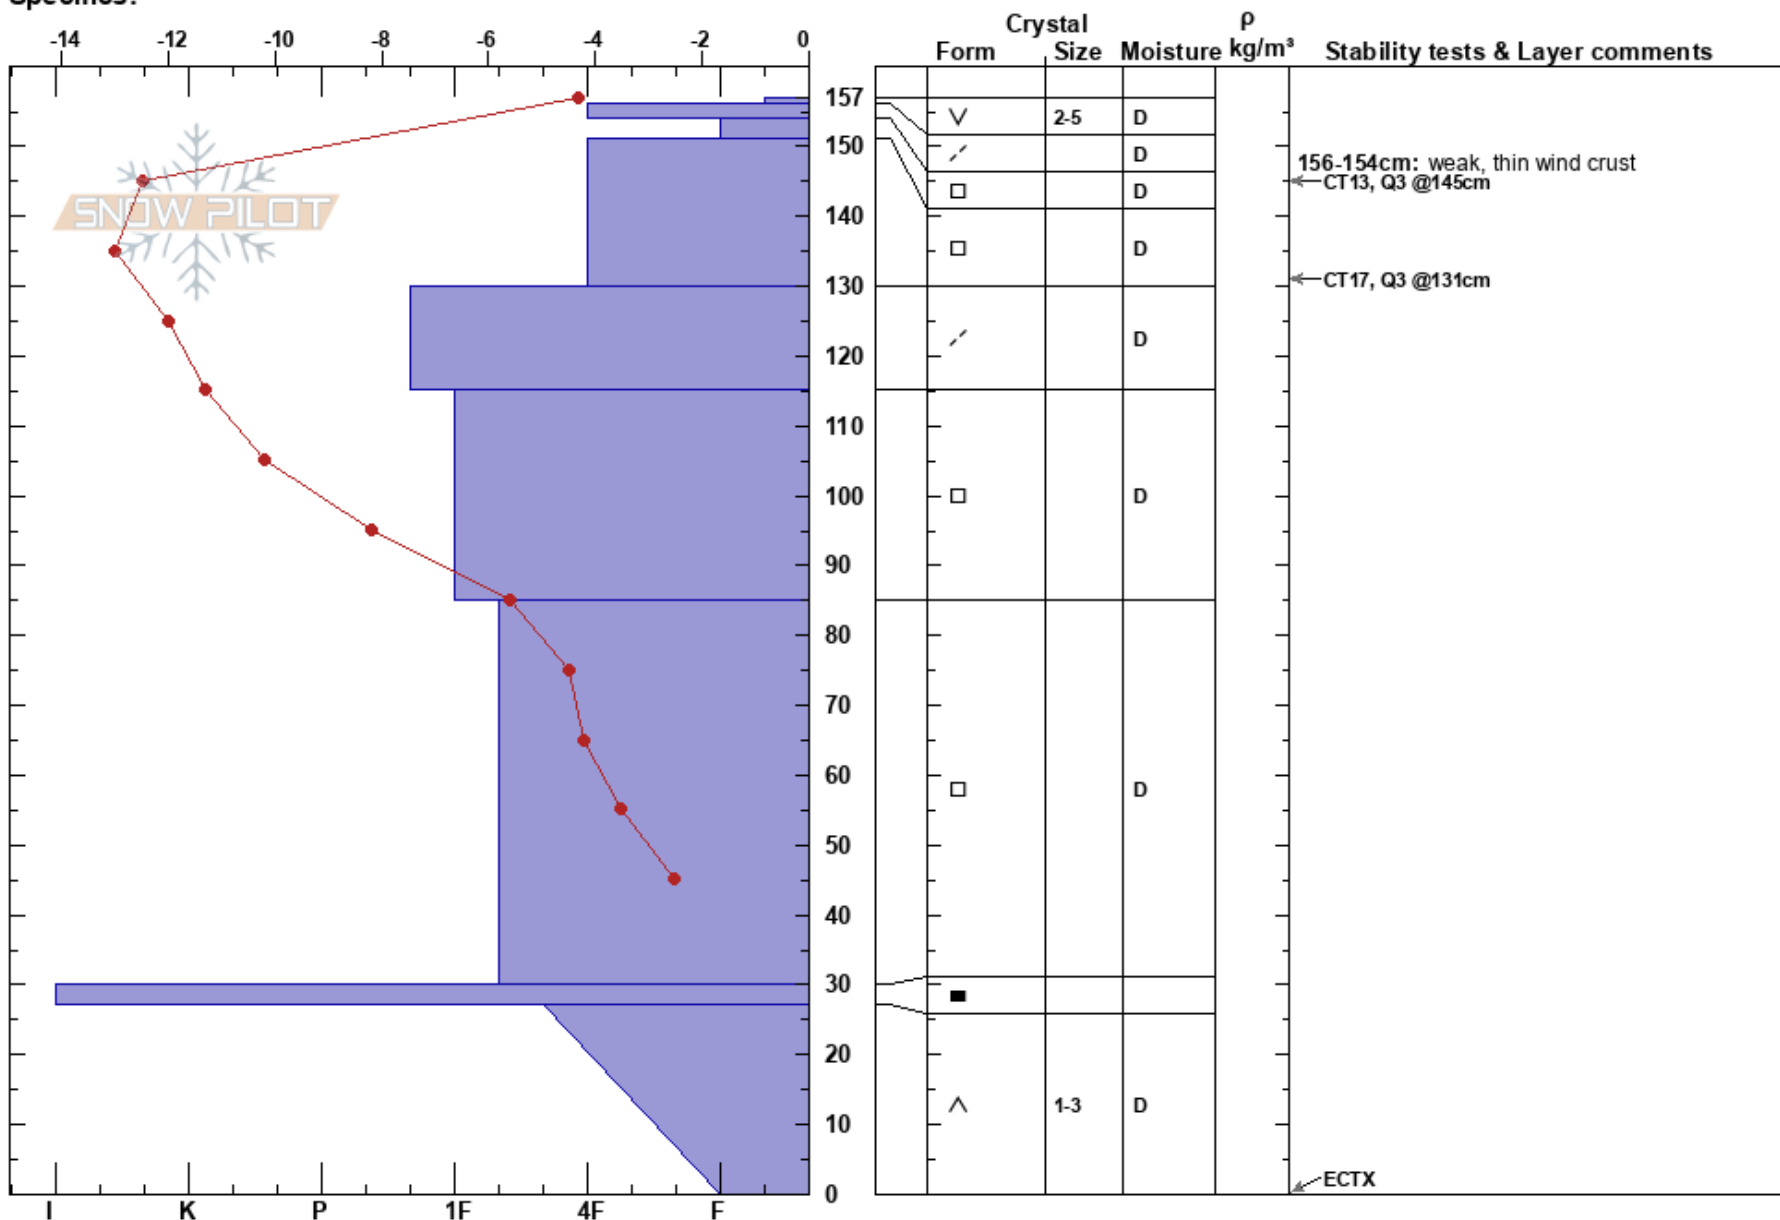 Specifics:
-14 -12 -10 -8 -6 -4 -2 0
Crystal ρ
Form Size Moisture kg/m³ Stability tests & Layer comments
157
2-5 D
150
D
156-154cm: weak, thin wind crust
CT13, Q3 @145cm
D
SNOW PILOT
140
D
130
CT17, Q3 @131cm
D
120
110
100
D
90
80
70
60
D
50
40
30
20
10
1-3 D
0
ECTX
I K P 1F 4F F